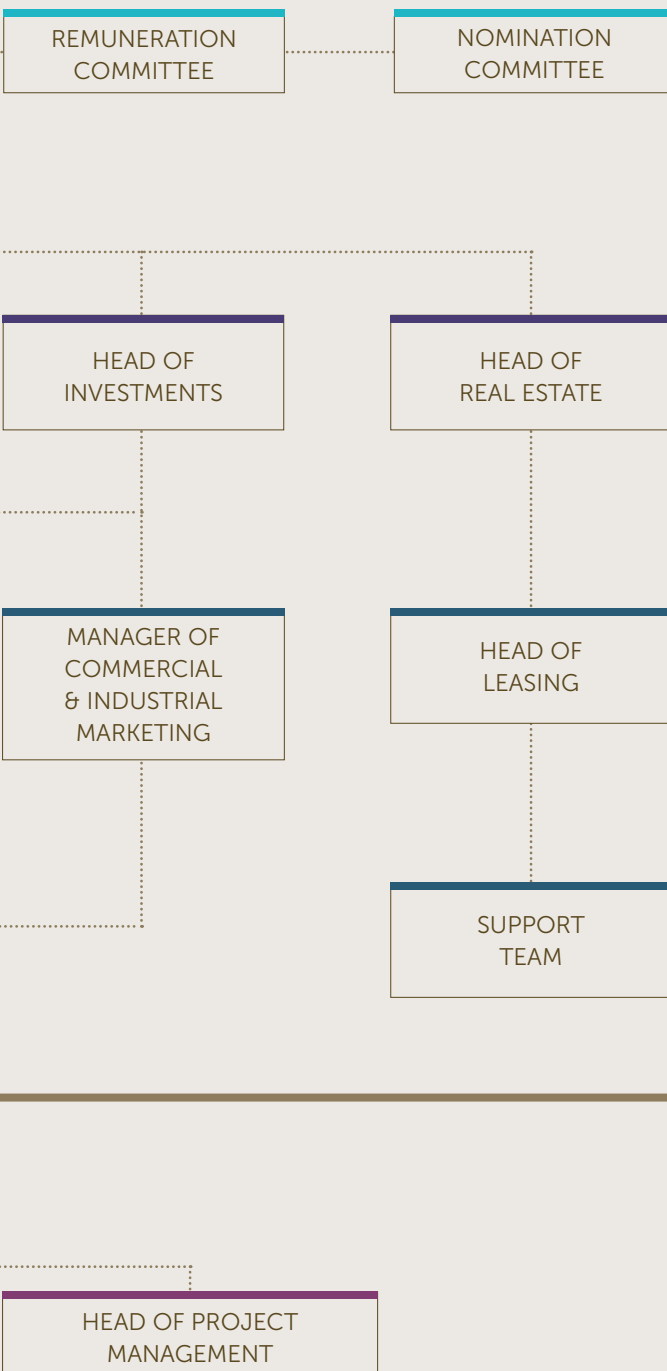 REMUNERATION
COMMITTEE
NOMINATION
COMMITTEE
HEAD OF
INVESTMENTS
HEAD OF
REAL ESTATE
MANAGER OF
COMMERCIAL
& INDUSTRIAL
MARKETING
HEAD OF
LEASING
SUPPORT
TEAM
HEAD OF PROJECT
MANAGEMENT